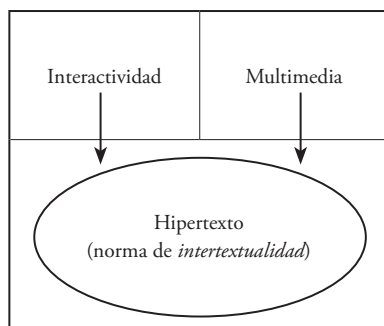 Interactividad
Multimedia
Hipertexto
(norma de intertextualidad)